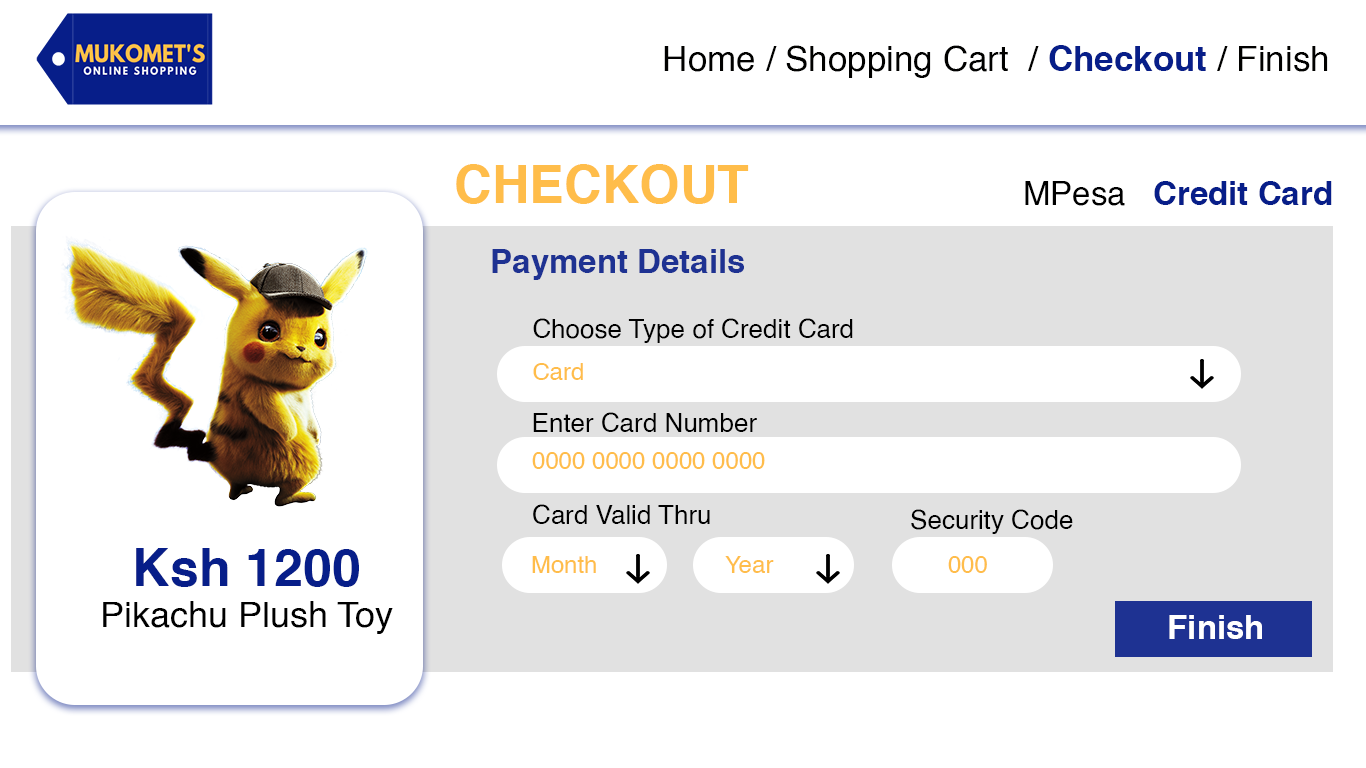 MUKOMET'S
ONLINE SHOPPING
Home / Shopping Cart / Checkout / Finish
CHECKOUT
MPesa Credit Card
Payment Details
Choose Type of Credit Card
Card
Enter Card Number
0000 0000 0000 0000
Card Valid Thru
Security Code
Month
Year
000
Finish
Ksh 1200
Pikachu Plush Toy